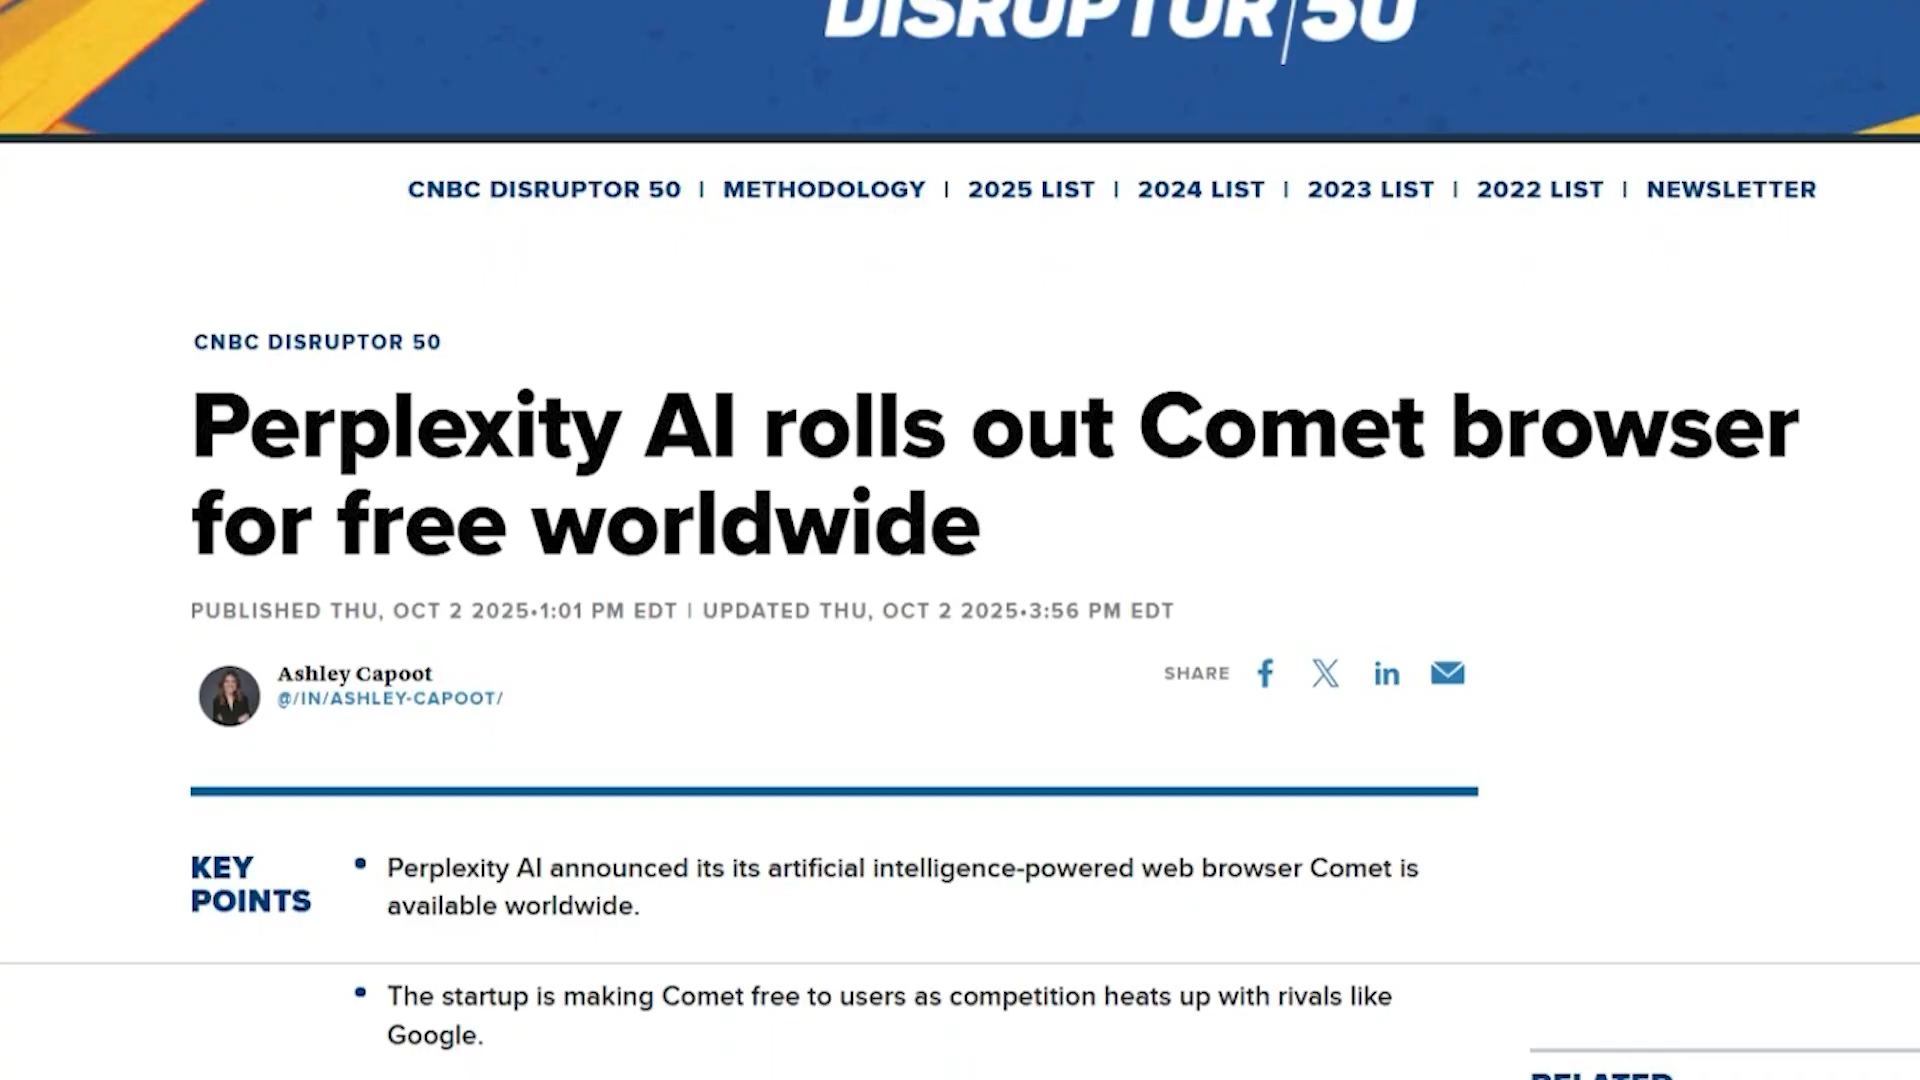 DISRUPTOR/50
CNBC DISRUPTOR 50 | METHODOLOGY | 2025 LIST | 2024 LIST | 2023 LIST | 2022 LIST | NEWSLETTER
CNBC DISRUPTOR 50
Perplexity AI rolls out Comet browser
for free worldwide
PUBLISHED THU, OCT 2 2025•1:01 PM EDT | UPDATED THU, OCT 2 2025•3:56 PM EDT
Ashley Capoot
@/IN/ASHLEY-CAPOOT/
SHARE
KEY
POINTS
• Perplexity AI announced its its artificial intelligence-powered web browser Comet is
available worldwide.
• The startup is making Comet free to users as competition heats up with rivals like
Google.
RELATED